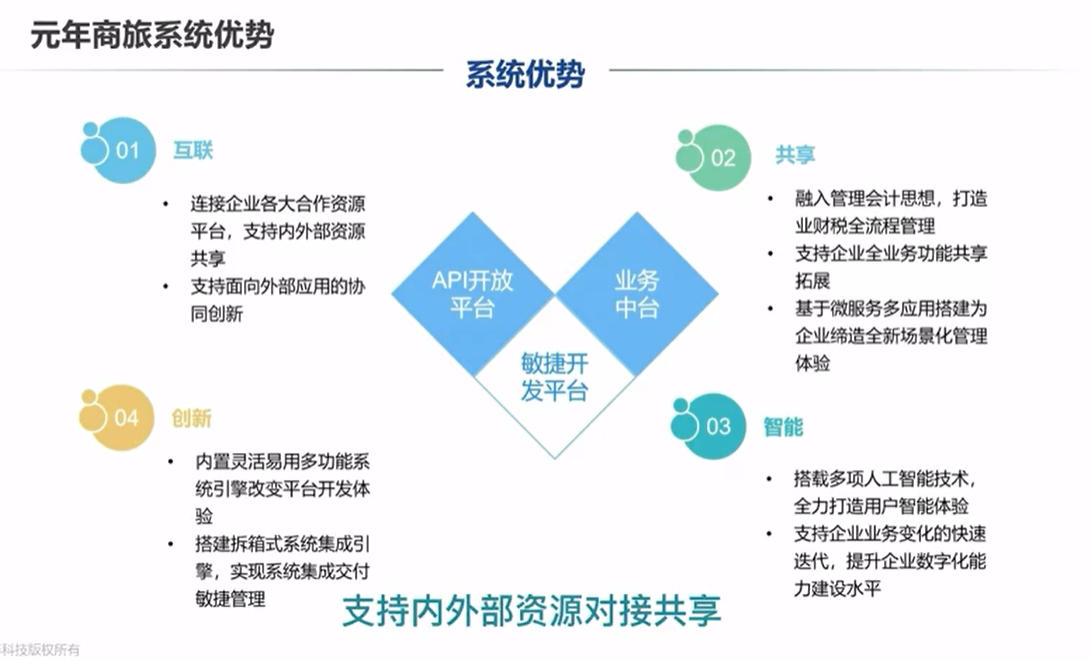 元年商旅系统优势
系统优势
01
互联
连接企业各大合作资源
平台，支持内外部资源
共享
支持面向外部应用的协
同创新
02
共享
融入管理会计思想，打造
业财税全流程管理
支持企业全业务功能共享
拓展
基于微服务多应用搭建为
企业缔造全新场景化管理
体验
API开放
平台
业务
中台
敏捷开
发平台
04
创新
内置灵活易用多功能系
统引擎改变平台开发体
验
搭建拆箱式系统集成引
擎，实现系统集成交付
敏捷管理
03
智能
搭载多项人工智能技术，
全力打造用户智能体验
支持企业业务变化的快速
迭代，提升企业数字化能
力建设水平
支持内外部资源对接共享
科技版权所有